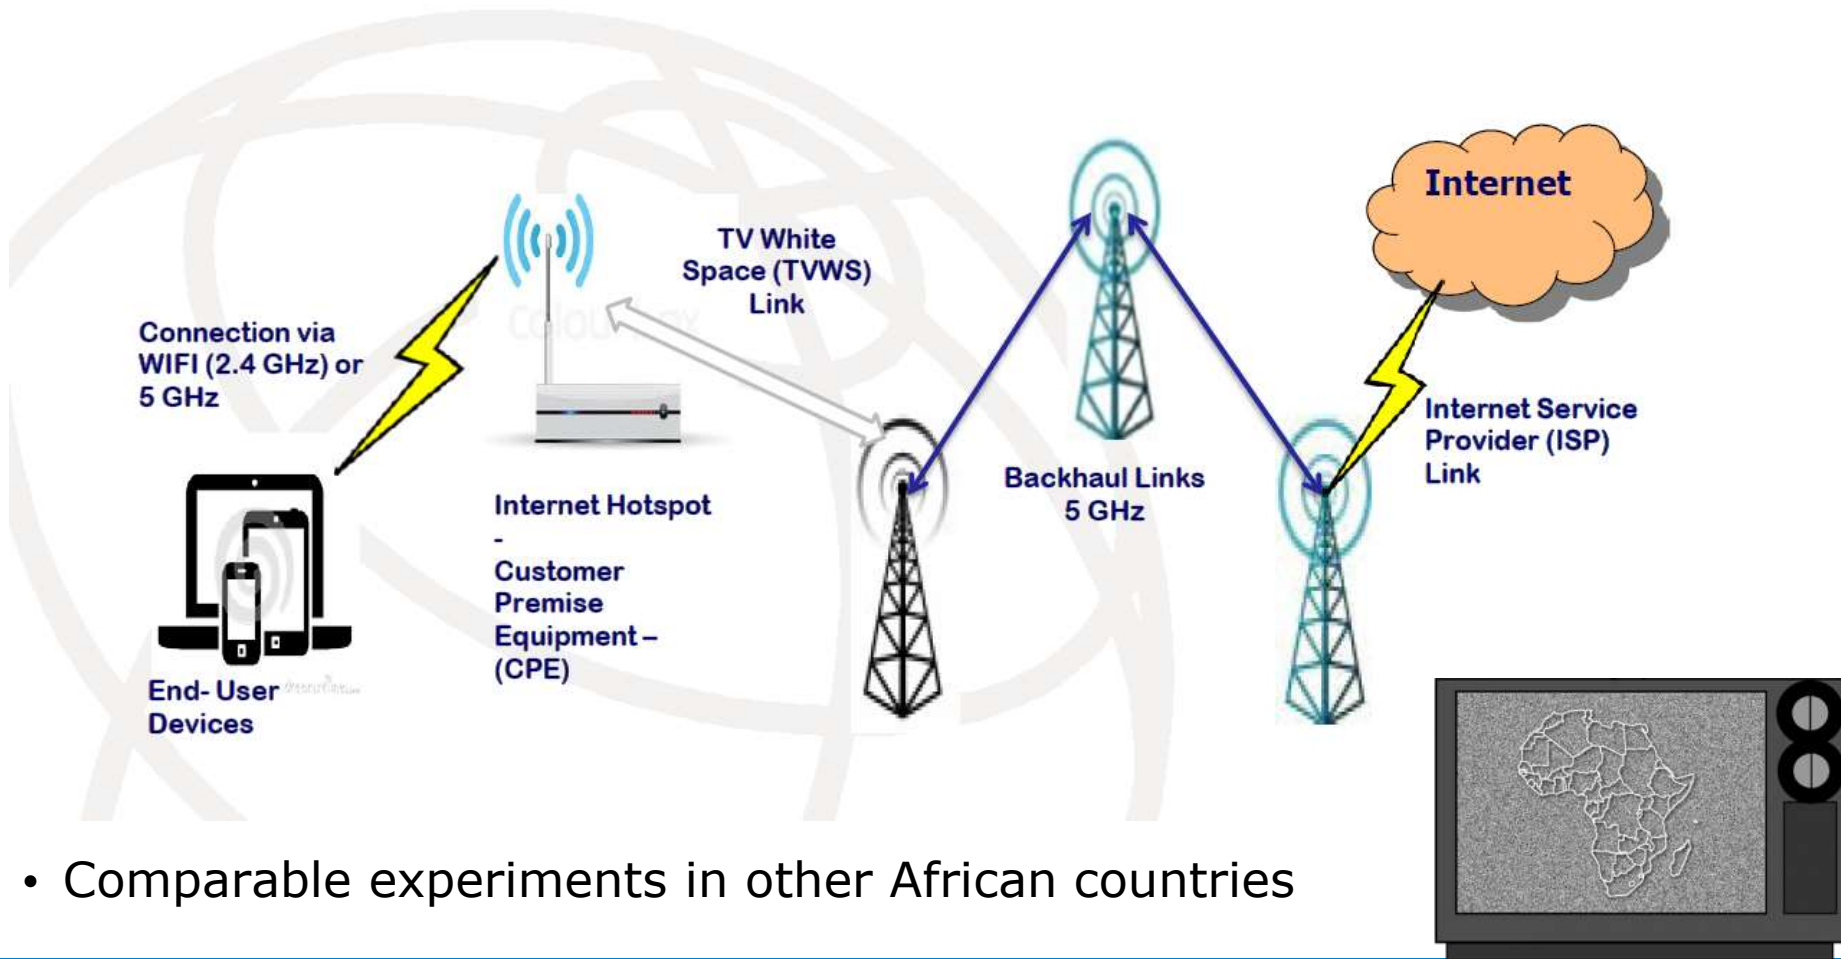 Internet
TV White
Space (TVWS)
Link
Connection via
WIFI (2.4 GHz) or
5 GHz
Internet Service
Provider (ISP)
Link
Backhaul Links
5 GHz
Internet Hotspot
-
Customer
Premise
Equipment –
(CPE)
End- User
Devices
• Comparable experiments in other African countries